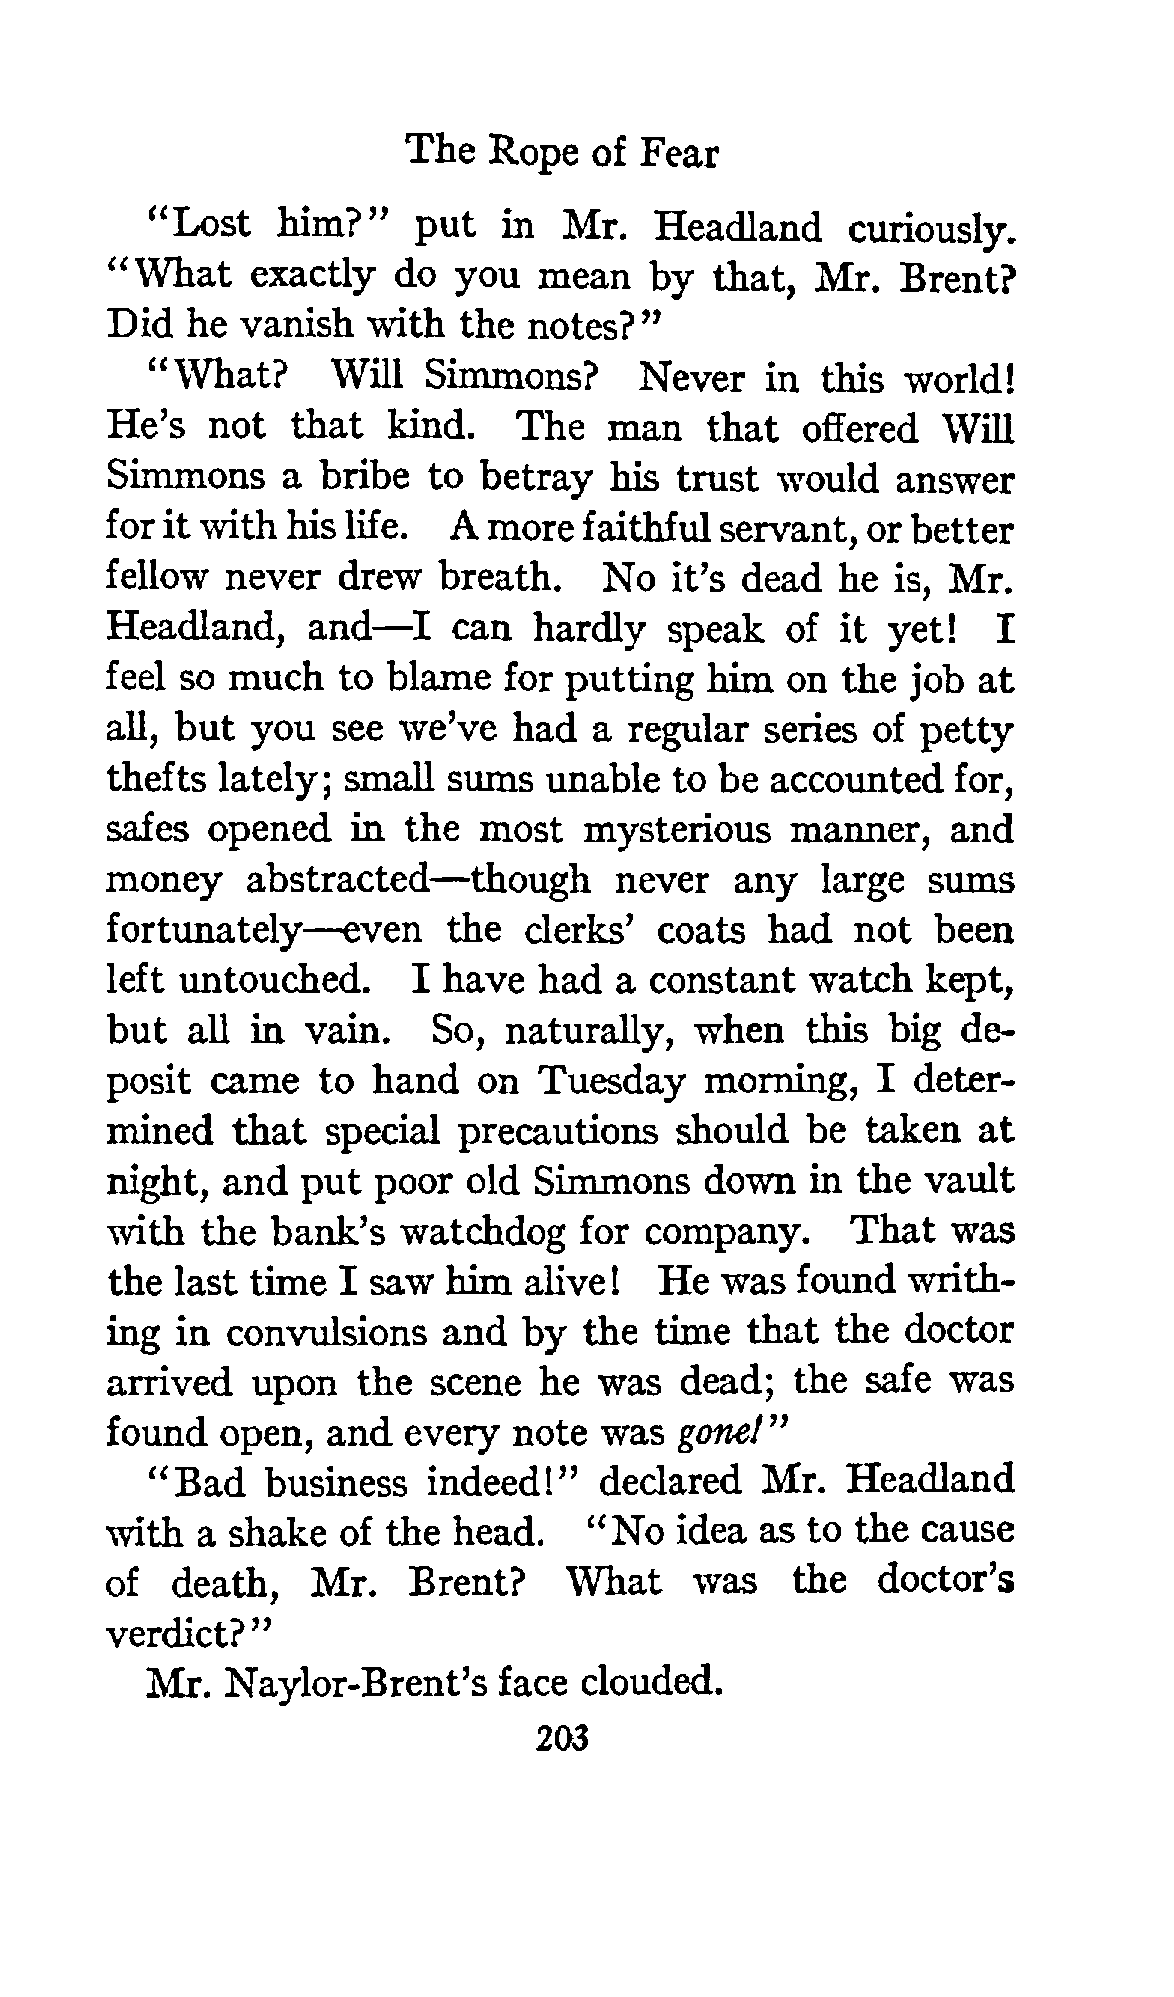 The Rope of Fear
"Lost him?" put in Mr. Headland curiously.
"What exactly do you mean by that, Mr. Brent?
Did he vanish with the notes?"
"What? Will Simmons? Never in this world!
He's not that kind. The man that offered Will
Simmons a bribe to betray his trust would answer
for it with his life. A more faithful servant, or better
fellow never drew breath. No it's dead he is, Mr.
Headland, and—I can hardly speak of it yet! I
feel so much to blame for putting him on the job at
all, but you see we've had a regular series of petty
thefts lately; small sums unable to be accounted for,
safes opened in the most mysterious manner, and
money abstracted—though never any large sums
fortunately—even the clerks' coats had not been
left untouched. I have had a constant watch kept,
but all in vain. So, naturally, when this big de-
posit came to hand on Tuesday morning, I deter-
mined that special precautions should be taken at
night, and put poor old Simmons down in the vault
with the bank's watchdog for company. That was
the last time I saw him alive! He was found writh-
ing in convulsions and by the time that the doctor
arrived upon the scene he was dead; the safe was
found open, and every note was gone!"
"Bad business indeed!" declared Mr. Headland
with a shake of the head. "No idea as to the cause
of death, Mr. Brent? What was the doctor's
verdict?"
Mr. Naylor-Brent's face clouded.
203